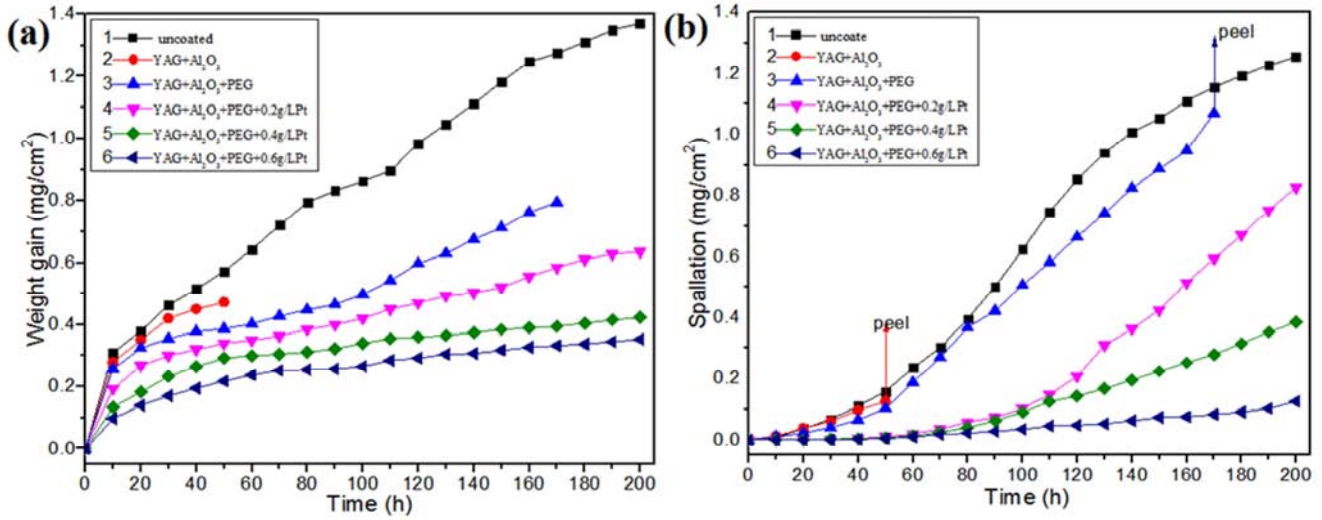 (a)
1 uncoated
2 YAG+Al₂O₃
3 YAG+Al₂O₃+PEG
4 YAG+Al₂O₃+PEG+0.2g/LPt
5 YAG+Al₂O₃+PEG+0.4g/LPt
6 YAG+Al₂O₃+PEG+0.6g/LPt
Weight gain (mg/cm²)
1.4
1.2
1.0
0.8
0.6
0.4
0.2
0.0
0 20 40 60 80 100 120 140 160 180 200
Time (h)
(b)
1 uncoate
2 YAG+Al₂O₃
3 YAG+Al₂O₃+PEG
4 YAG+Al₂O₃+PEG+0.2g/LPt
5 YAG+Al₂O₃+PEG+0.4g/LPt
6 YAG+Al₂O₃+PEG+0.6g/LPt
peel
peel
Spallation (mg/cm²)
1.4
1.2
1.0
0.8
0.6
0.4
0.2
0.0
0 20 40 60 80 100 120 140 160 180 200
Time (h)